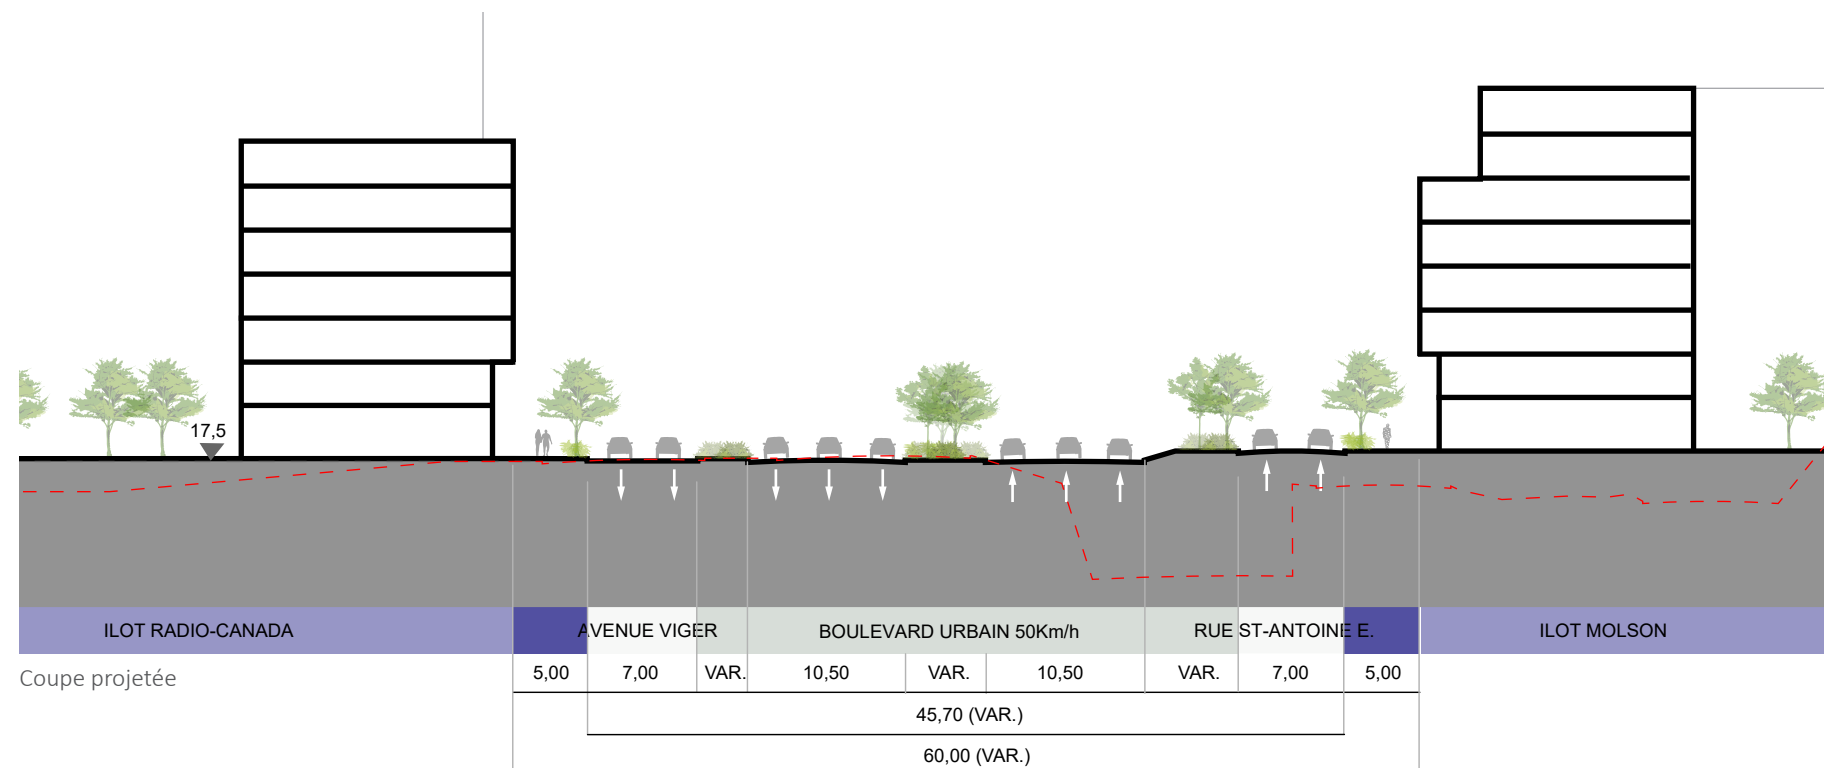 17,5
ILOT RADIO-CANADA
AVENUE VIGER
BOULEVARD URBAIN 50Km/h
RUE ST-ANTOINE E.
ILOT MOLSON
Coupe projetée
5,00 7,00 VAR. 10,50 VAR. 10,50 VAR. 7,00 5,00
45,70 (VAR.)
60,00 (VAR.)